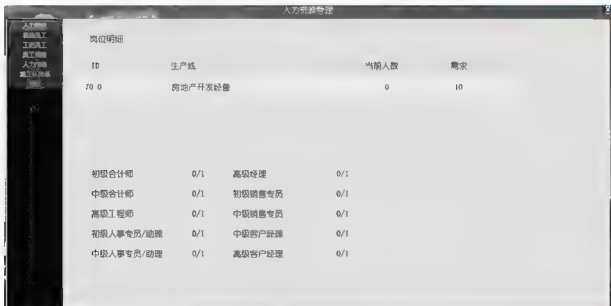 人力资源管理
岗位明细
ID 生产线 当前人数 需求
70 0 房地产开发经营 0 10
初级会计师 0/1 高级经理 0/1
中级会计师 0/1 初级销售专员 0/1
高级工程师 0/1 中级销售专员 0/1
初级人事专员/助理 0/1 中级客户经理 0/1
中级人事专员/助理 0/1 高级客户经理 0/1